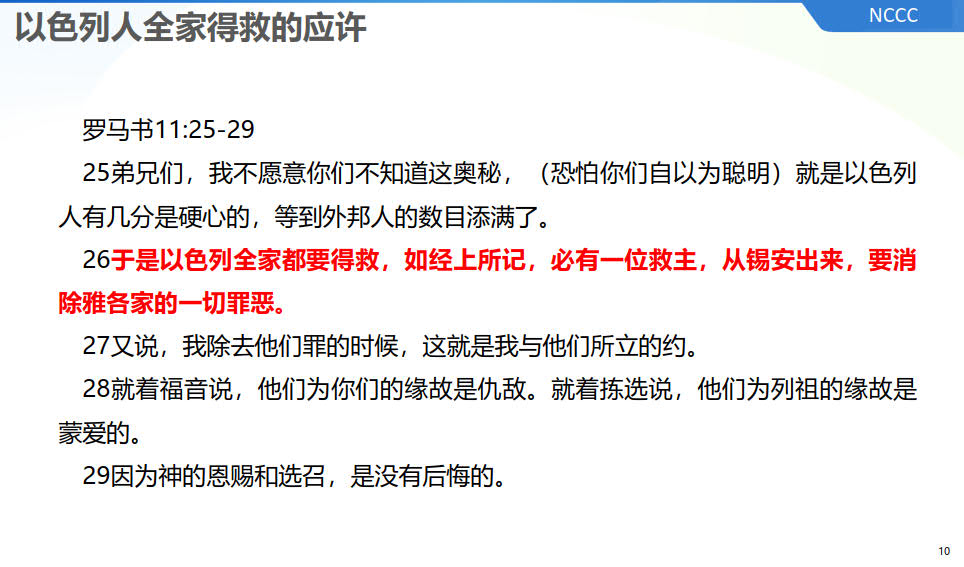 以色列人全家得救的应许
NCCC
罗马书11:25-29
25弟兄们，我不愿意你们不知道这奥秘，（恐怕你们自以为聪明）就是以色列
人有几分是硬心的，等到外邦人的数目添满了。
26于是以色列全家都要得救，如经上所记，必有一位救主，从锡安出来，要消
除雅各家的一切罪恶。
27又说，我除去他们罪的时候，这就是我与他们所立的约。
28就着福音说，他们为你们的缘故是仇敌。就着拣选说，他们为列祖的缘故是
蒙爱的。
29因为神的恩赐和选召，是没有后悔的。
10